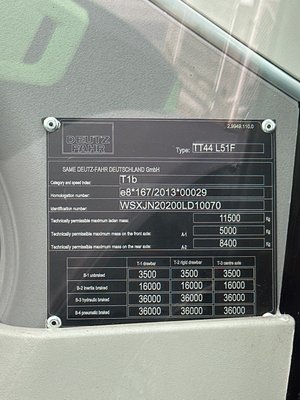 2.9949.110.0
DEUTZ
FAHR
Type: TT44 L51F
SAME DEUTZ-FAHR DEUTSCHLAND GmbH
Category and speed index: T1b
Homologation number: e8*167/2013*00029
Identification number: WSXJN20200LD10070
Technically permissible maximum laden mass: 11500 Kg
Technically permissible maximum mass on the front axle: A-1 5000 Kg
Technically permissible maximum mass on the rear axle: A-2 8400 Kg
T-1 drawbar T-2 rigid drawbar T-3 centre axle
B-1 unbraked 3500 3500 3500
B-2 inertia braked 16000 16000 16000
B-3 hydraulic braked 36000 36000 36000
B-4 pneumatic braked 36000 36000 36000